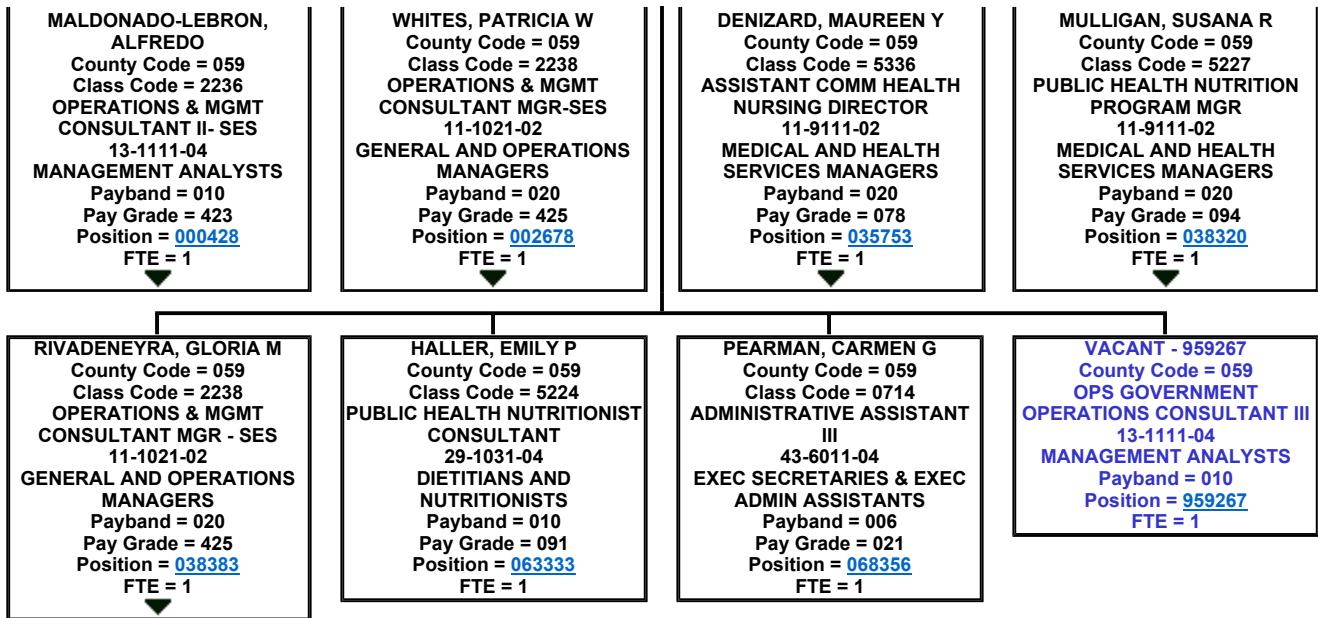 MALDONADO-LEBRON,
ALFREDO
County Code = 059
Class Code = 2236
OPERATIONS & MGMT
CONSULTANT II- SES
13-1111-04
MANAGEMENT ANALYSTS
Payband = 010
Pay Grade = 423
Position = 000428
FTE = 1
WHITES, PATRICIA W
County Code = 059
Class Code = 2238
OPERATIONS & MGMT
CONSULTANT MGR-SES
11-1021-02
GENERAL AND OPERATIONS
MANAGERS
Payband = 020
Pay Grade = 425
Position = 002678
FTE = 1
DENIZARD, MAUREEN Y
County Code = 059
Class Code = 5336
ASSISTANT COMM HEALTH
NURSING DIRECTOR
11-9111-02
MEDICAL AND HEALTH
SERVICES MANAGERS
Payband = 020
Pay Grade = 078
Position = 035753
FTE = 1
MULLIGAN, SUSANA R
County Code = 059
Class Code = 5227
PUBLIC HEALTH NUTRITION
PROGRAM MGR
11-9111-02
MEDICAL AND HEALTH
SERVICES MANAGERS
Payband = 020
Pay Grade = 094
Position = 038320
FTE = 1
RIVADENEYRA, GLORIA M
County Code = 059
Class Code = 2238
OPERATIONS & MGMT
CONSULTANT MGR - SES
11-1021-02
GENERAL AND OPERATIONS
MANAGERS
Payband = 020
Pay Grade = 425
Position = 038383
FTE = 1
HALLER, EMILY P
County Code = 059
Class Code = 5224
PUBLIC HEALTH NUTRITIONIST
CONSULTANT
29-1031-04
DIETITIANS AND
NUTRITIONISTS
Payband = 010
Pay Grade = 091
Position = 063333
FTE = 1
PEARMAN, CARMEN G
County Code = 059
Class Code = 0714
ADMINISTRATIVE ASSISTANT
III
43-6011-04
EXEC SECRETARIES & EXEC
ADMIN ASSISTANTS
Payband = 006
Pay Grade = 021
Position = 068356
FTE = 1
VACANT - 959267
County Code = 059
OPS GOVERNMENT
OPERATIONS CONSULTANT III
13-1111-04
MANAGEMENT ANALYSTS
Payband = 010
Position = 959267
FTE = 1